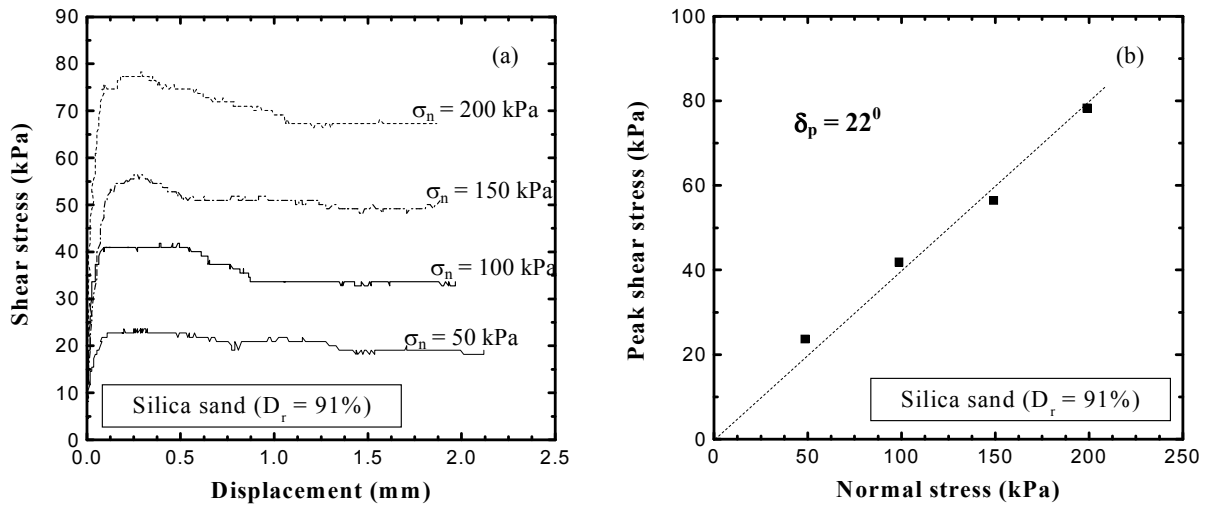 (a)
90
80
70
60
50
40
30
20
10
0
Shear stress (kPa)
σn = 200 kPa
σn = 150 kPa
σn = 100 kPa
σn = 50 kPa
Silica sand (Dr = 91%)
0.0 0.5 1.0 1.5 2.0 2.5
Displacement (mm)
(b)
100
80
60
40
20
0
Peak shear stress (kPa)
δp = 22⁰
Silica sand (Dr = 91%)
0 50 100 150 200 250
Normal stress (kPa)